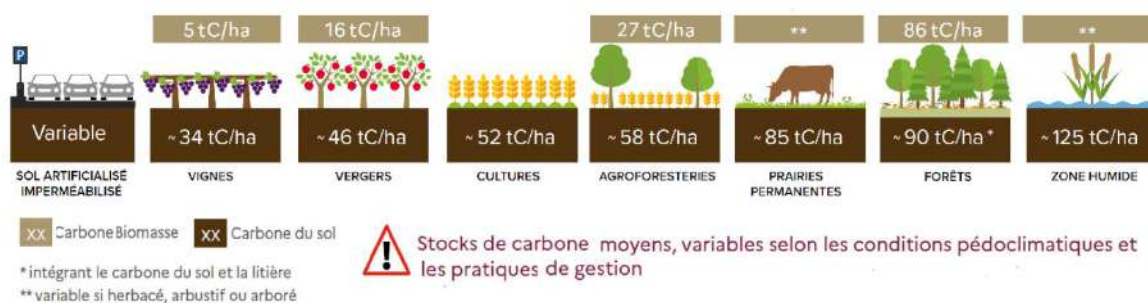 5 tC/ha 16 tC/ha 27 tC/ha ** 86 tC/ha **
P
Variable ~34 tC/ha ~46 tC/ha ~52 tC/ha ~58 tC/ha ~85 tC/ha ~90 tC/ha* ~125 tC/ha
SOL ARTIFICIALISÉ
IMPERMÉABILISÉ
VIGNES
VERGERS
CULTURES
AGROFORESTERIES
PRAIRIES
PERMANENTES
FORÊTS
ZONE HUMIDE
xx Carbone Biomasse xx Carbone du sol
* intégrant le carbone du sol et la litière
** variable si herbacé, arbustif ou arboré
! Stocks de carbone moyens, variables selon les conditions pédoclimatiques et
les pratiques de gestion